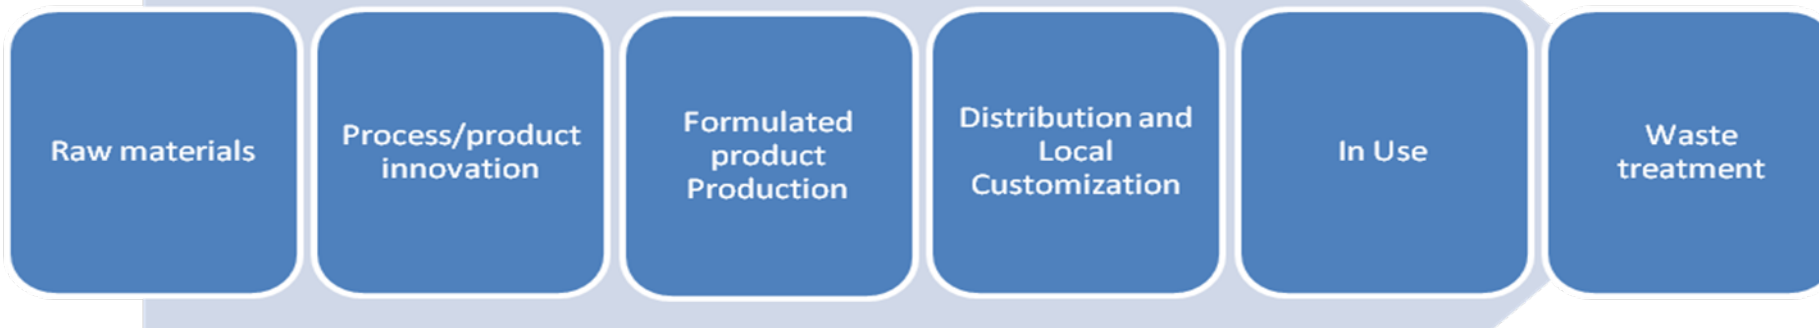 Raw materials
Process/product
innovation
Formulated
product
Production
Distribution and
Local
Customization
In Use
Waste
treatment